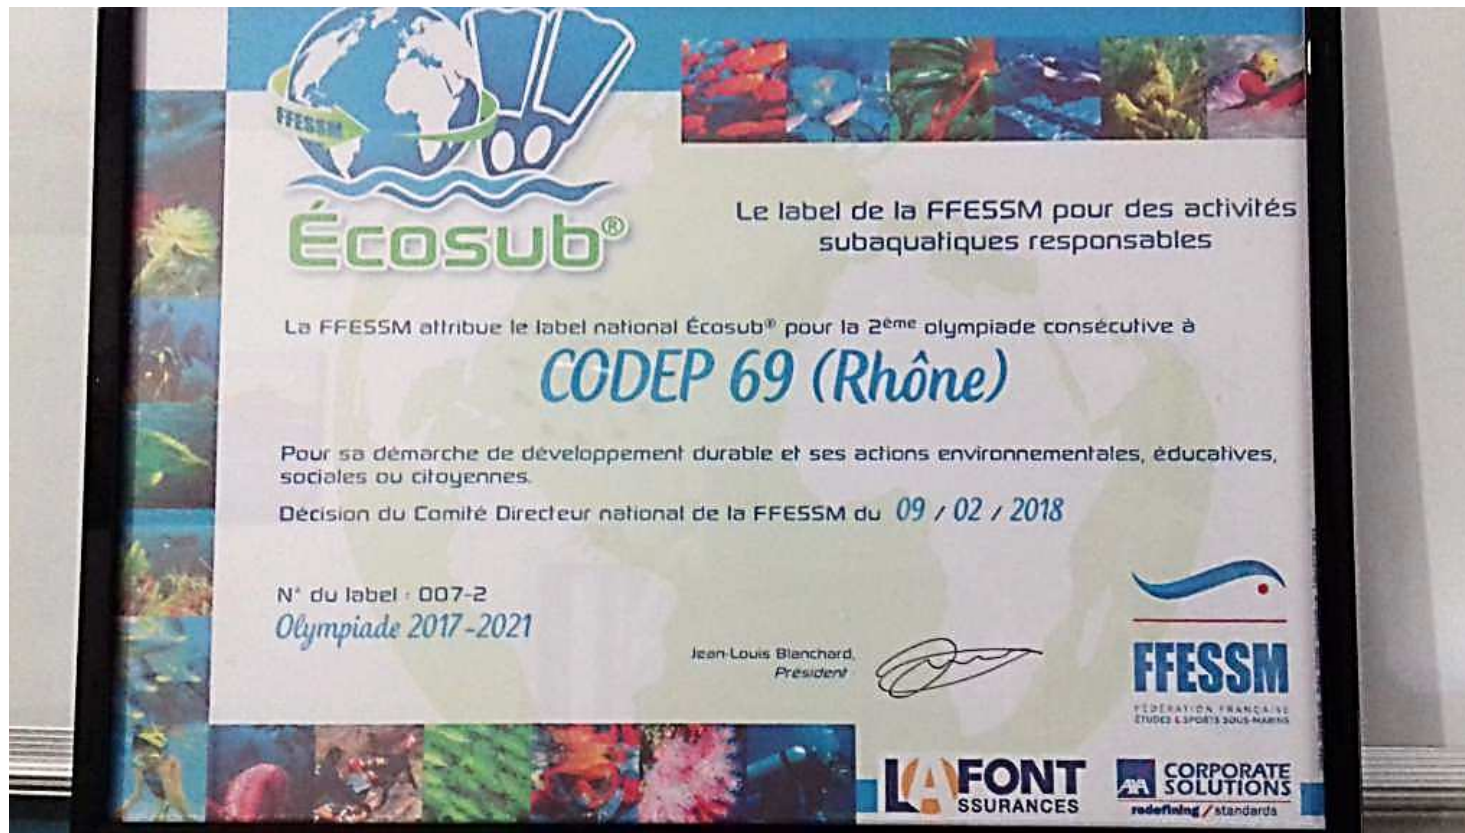 FFESSM
Écosub®
Le label de la FFESSM pour des activités
subaquatiques responsables
La FFESSM attribue le label national Écosub® pour la 2ème olympiade consécutive à
CODEP 69 (Rhône)
Pour sa démarche de développement durable et ses actions environnementales, éducatives,
sociales ou citoyennes.
Décision du Comité Directeur national de la FFESSM du 09 / 02 / 2018
N° du label : 007-2
Olympiade 2017-2021
Jean-Louis Blanchard,
Président
FFESSM
FÉDÉRATION FRANÇAISE
ÉTUDES & SPORTS SOUS-MARINS
LAFONT
SSURANCES
AXA CORPORATE
SOLUTIONS
redefining / standards